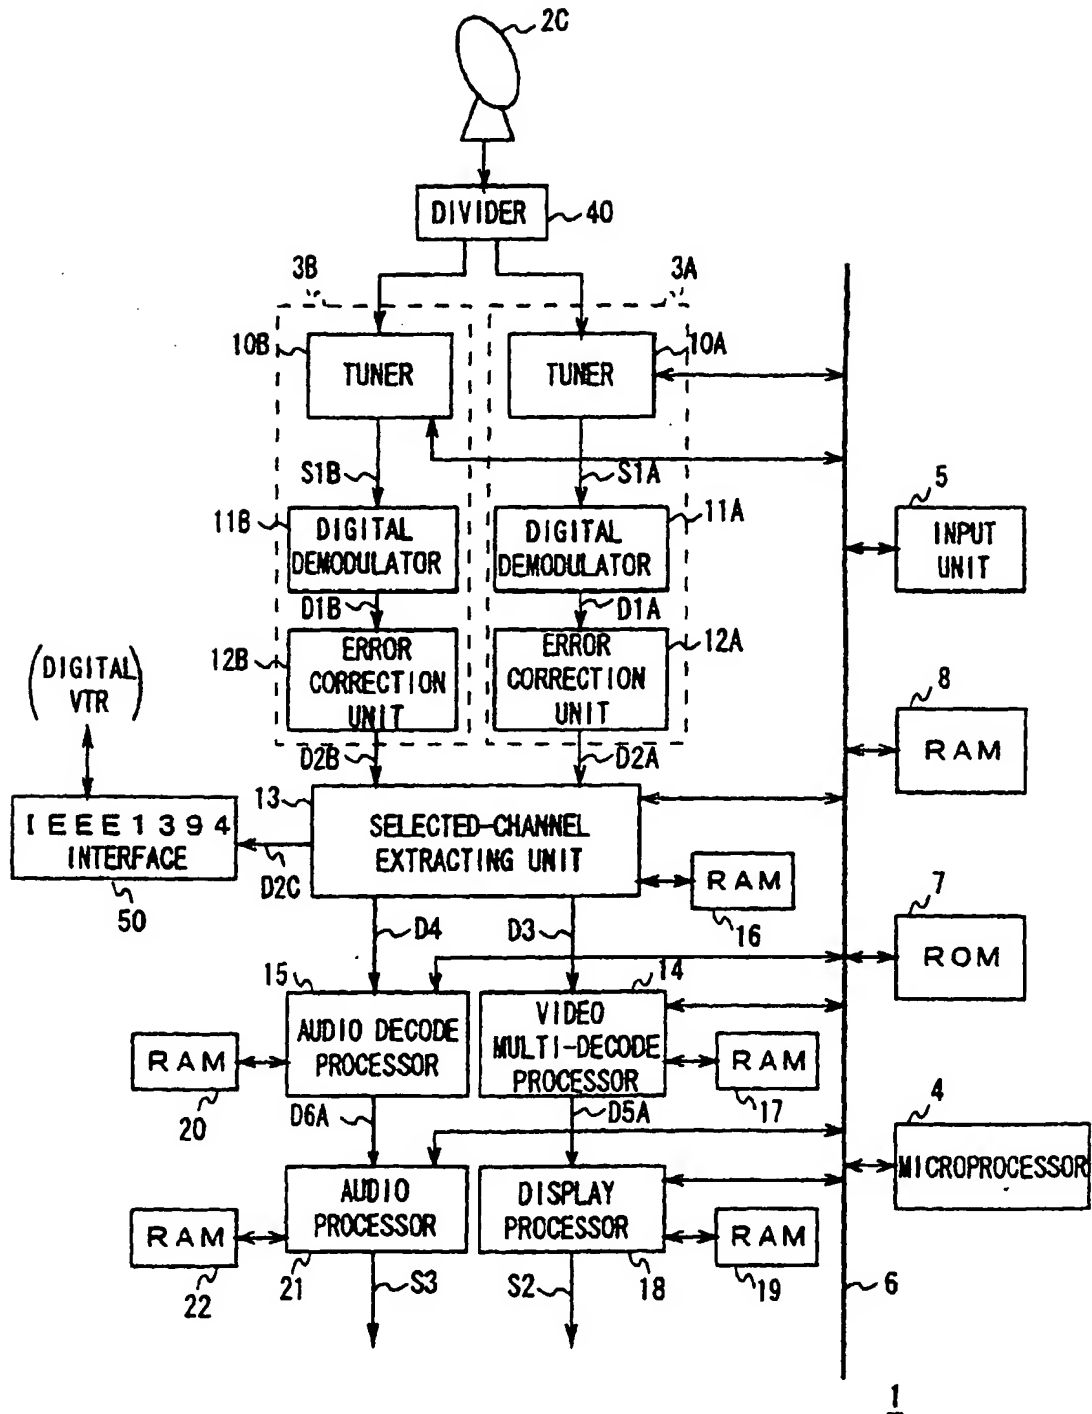 2C
DIVIDER
40
3B
3A
10B
TUNER
TUNER
10A
S1B
S1A
11B
DIGITAL
DEMODULATOR
DIGITAL
DEMODULATOR
11A
5
INPUT
UNIT
D1B
D1A
12B
ERROR
CORRECTION
UNIT
ERROR
CORRECTION
UNIT
12A
(DIGITAL
VTR)
8
RAM
D2B
D2A
13
SELECTED-CHANNEL
EXTRACTING UNIT
IEEE1394
INTERFACE
50
D2C
RAM
16
7
ROM
D4
D3
15
AUDIO DECODE
PROCESSOR
14
VIDEO
MULTI-DECODE
PROCESSOR
RAM
20
RAM
17
D6A
D5A
4
MICROPROCESSOR
AUDIO
PROCESSOR
DISPLAY
PROCESSOR
RAM
22
21
18
RAM
19
S3
S2
6
1